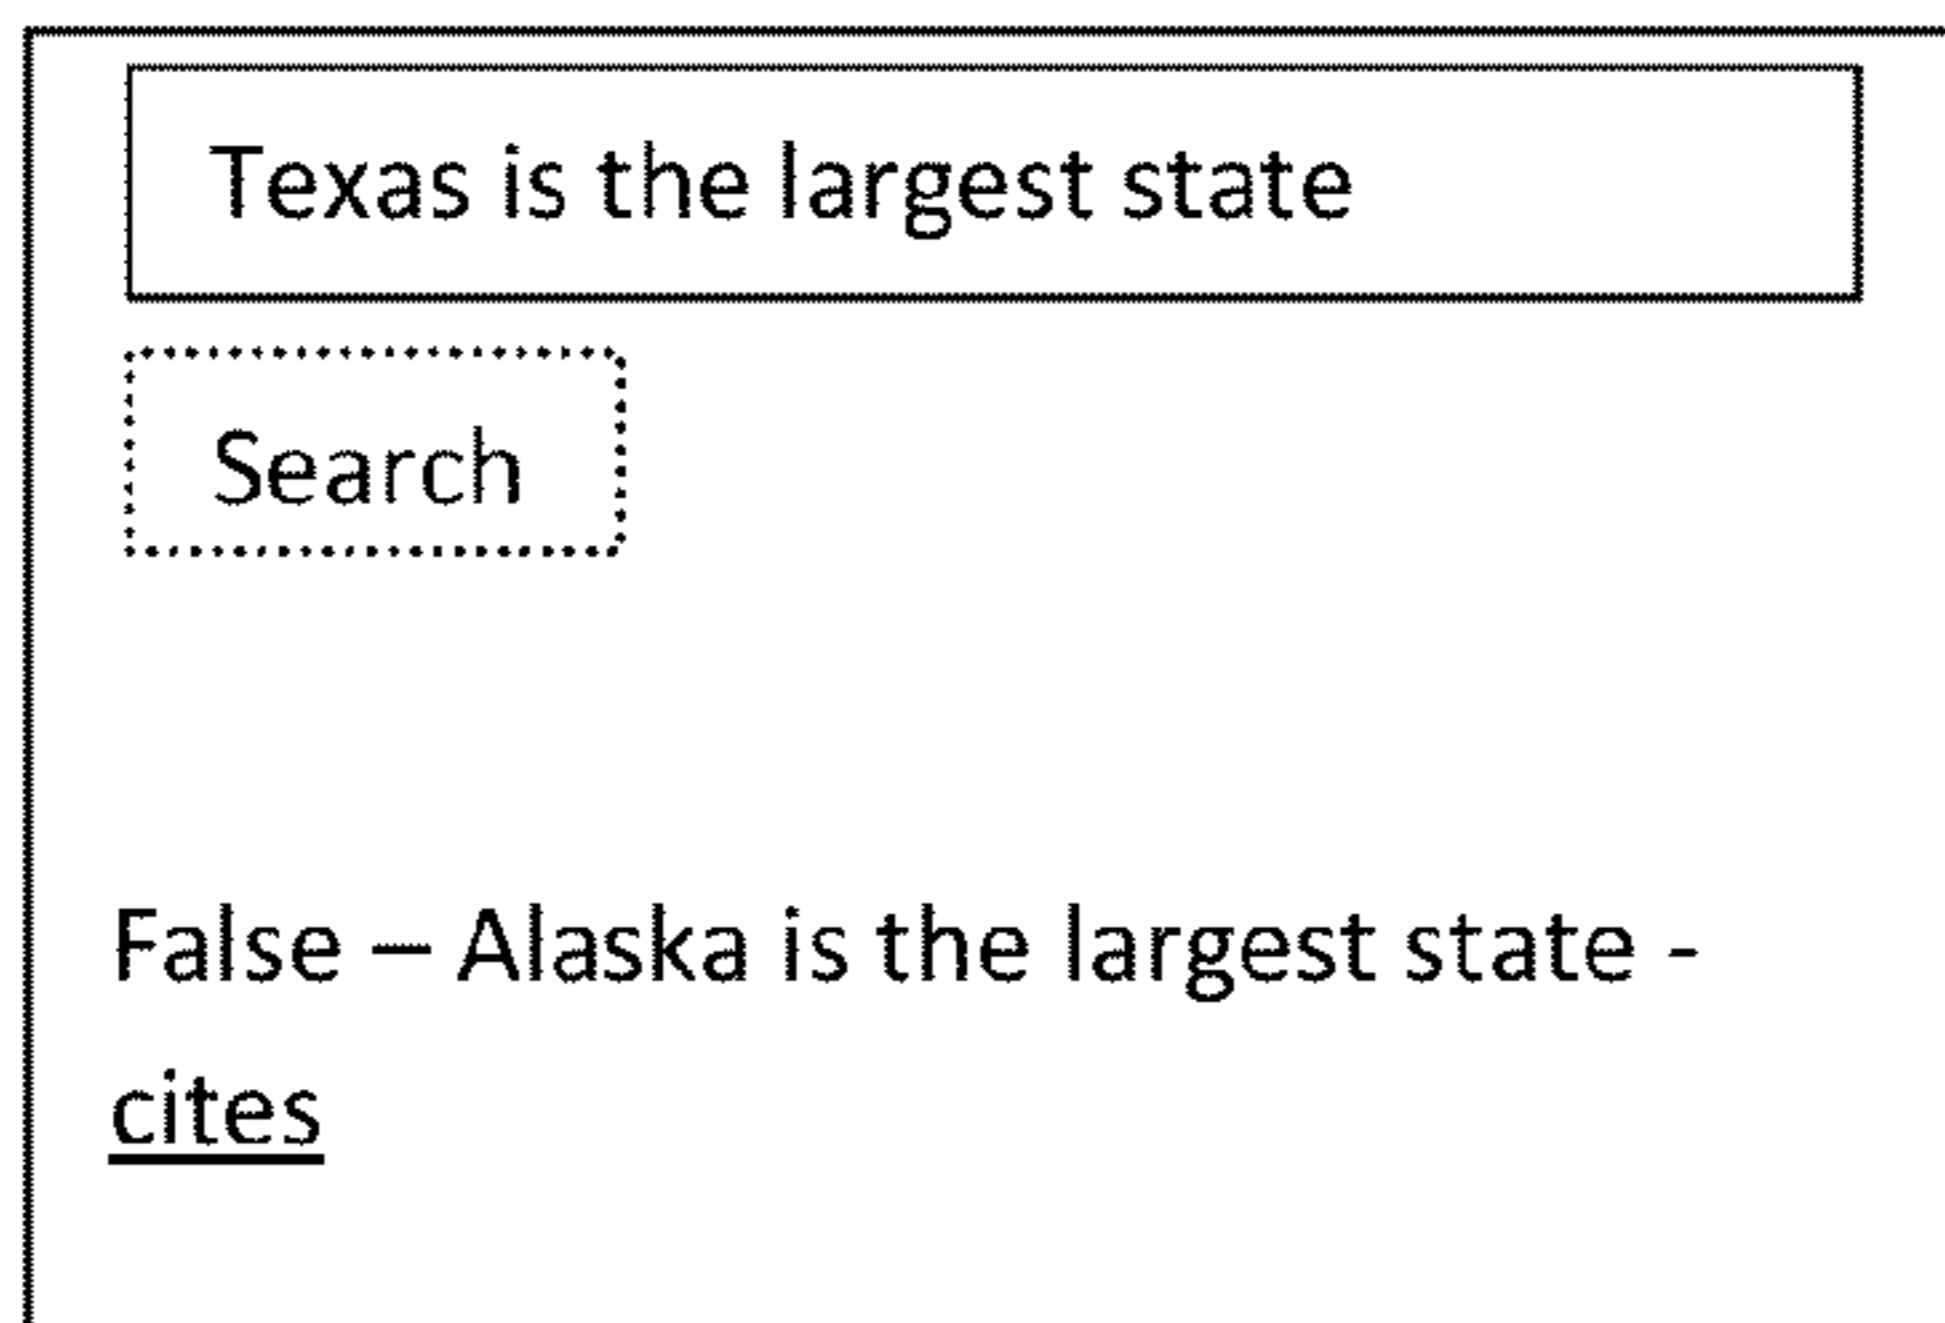 Texas is the largest state
Search
False – Alaska is the largest state -
cites